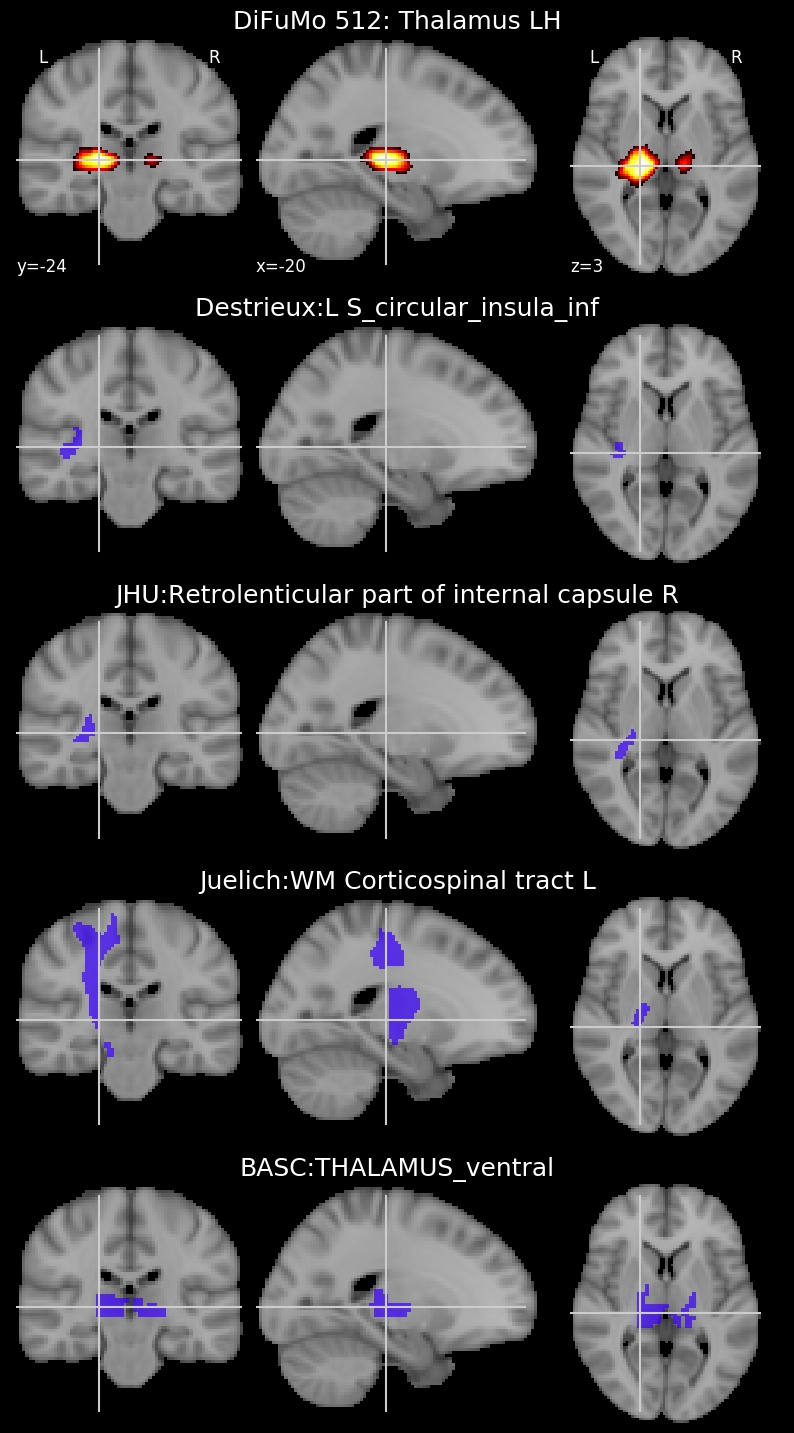 DiFuMo 512: Thalamus LH
L R L R
y=-24 x=-20 z=3
Destrieux:L S_circular_insula_inf
JHU:Retrolenticular part of internal capsule R
Juelich:WM Corticospinal tract L
BASC:THALAMUS_ventral